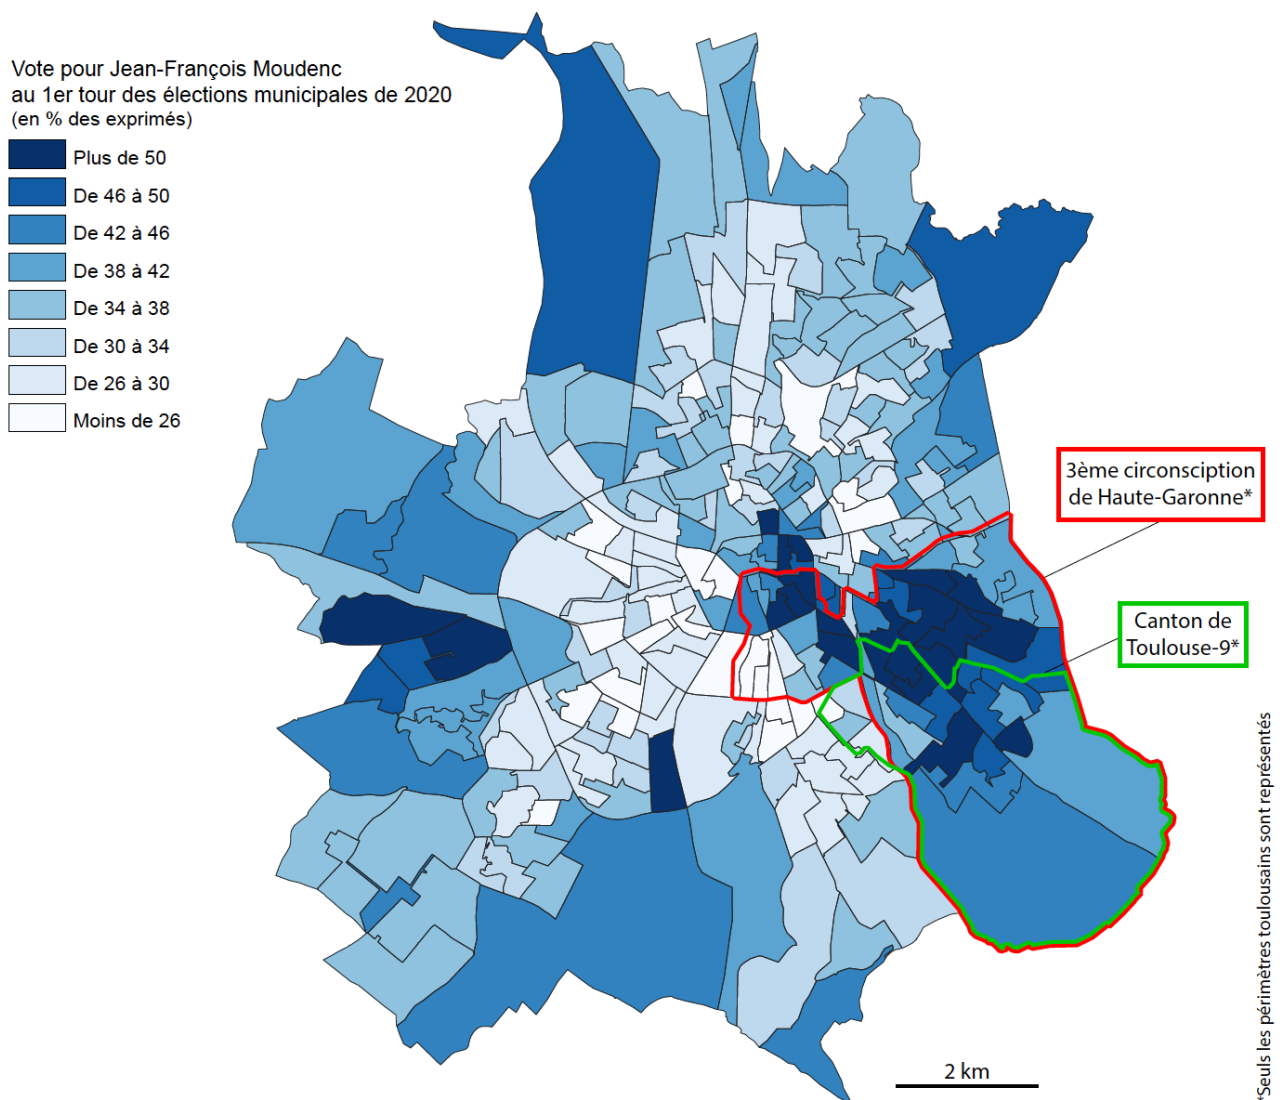 Vote pour Jean-François Moudenc
au 1er tour des élections municipales de 2020
(en % des exprimés)
Plus de 50
De 46 à 50
De 42 à 46
De 38 à 42
De 34 à 38
De 30 à 34
De 26 à 30
Moins de 26
3ème circonsciption
de Haute-Garonne*
Canton de
Toulouse-9*
2 km
*Seuls les périmètres toulousains sont représentés